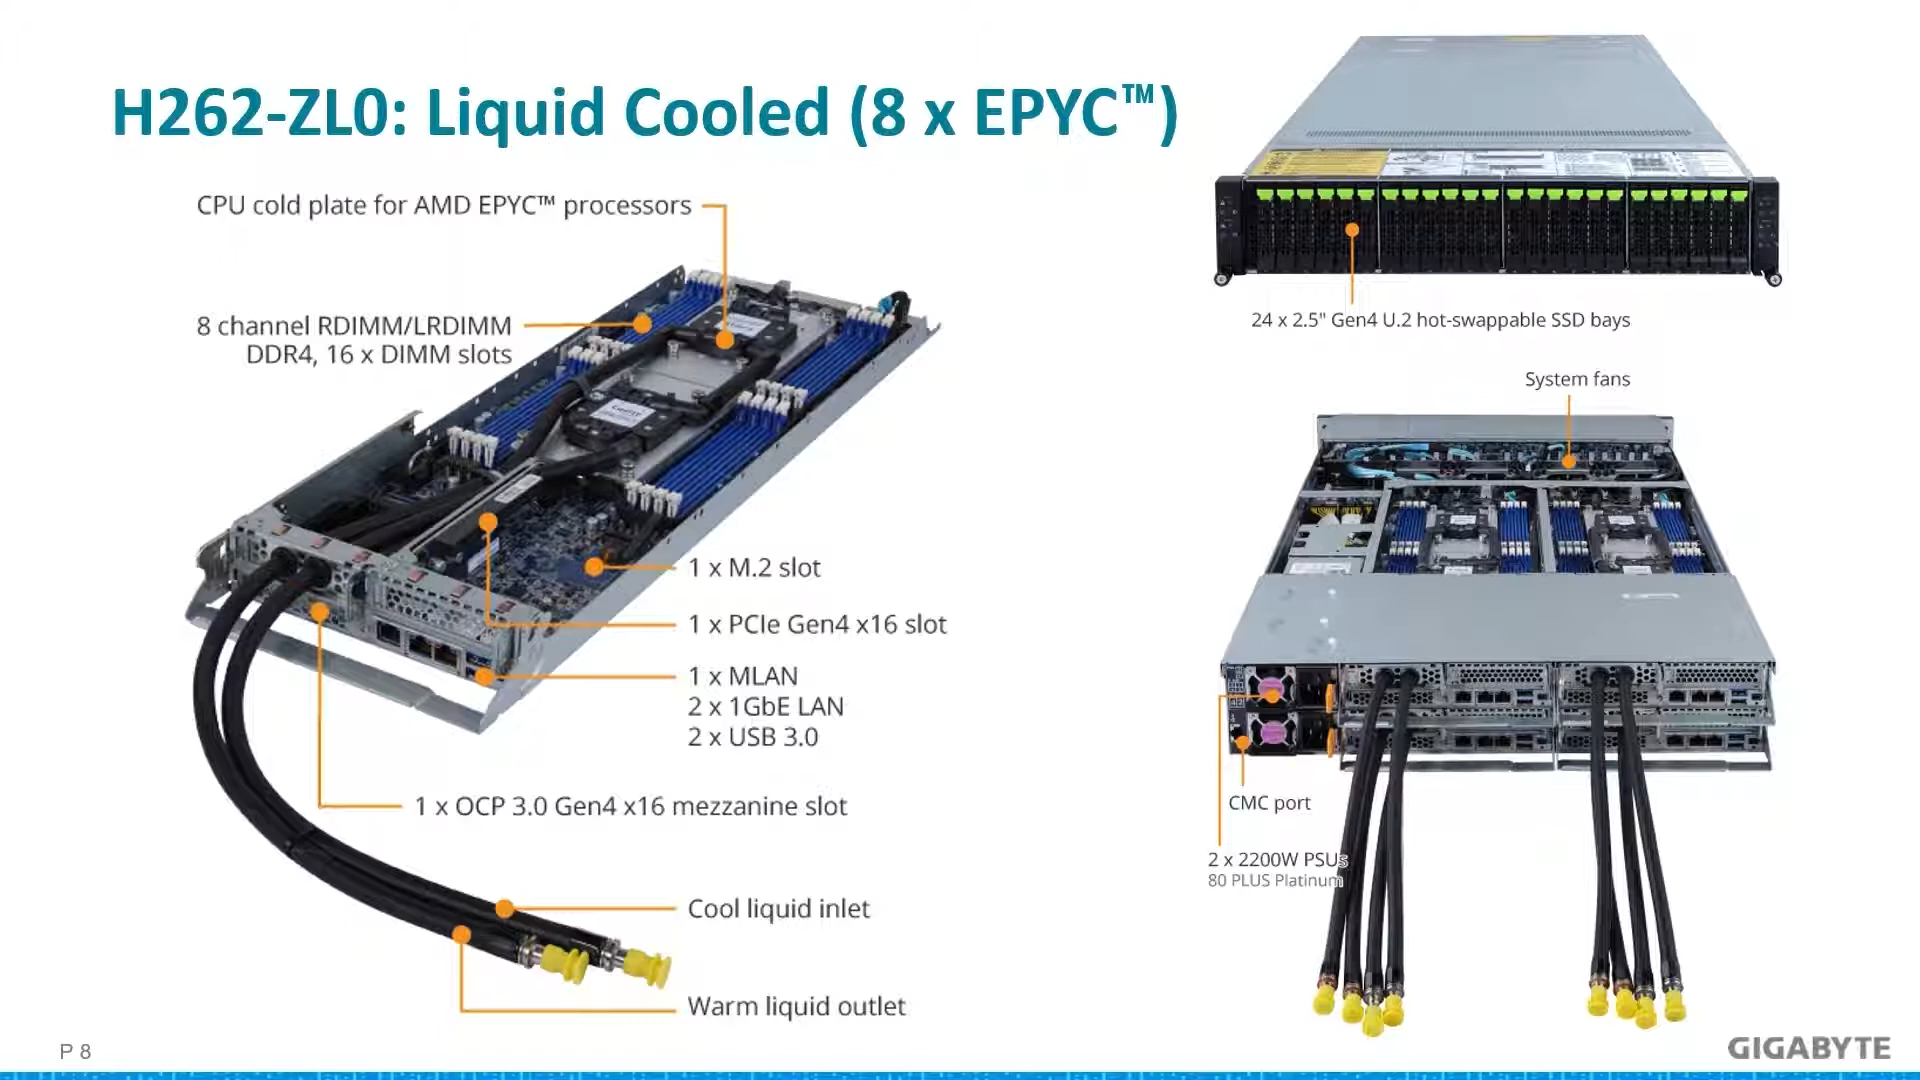 H262-ZL0: Liquid Cooled (8 x EPYC™)
CPU cold plate for AMD EPYC™ processors
8 channel RDIMM/LRDIMM
DDR4, 16 x DIMM slots
1 x M.2 slot
1 x PCIe Gen4 x16 slot
1 x MLAN
2 x 1GbE LAN
2 x USB 3.0
1 x OCP 3.0 Gen4 x16 mezzanine slot
Cool liquid inlet
Warm liquid outlet
24 x 2.5" Gen4 U.2 hot-swappable SSD bays
System fans
CMC port
2 x 2200W PSUs
80 PLUS Platinum
P 8
GIGABYTE